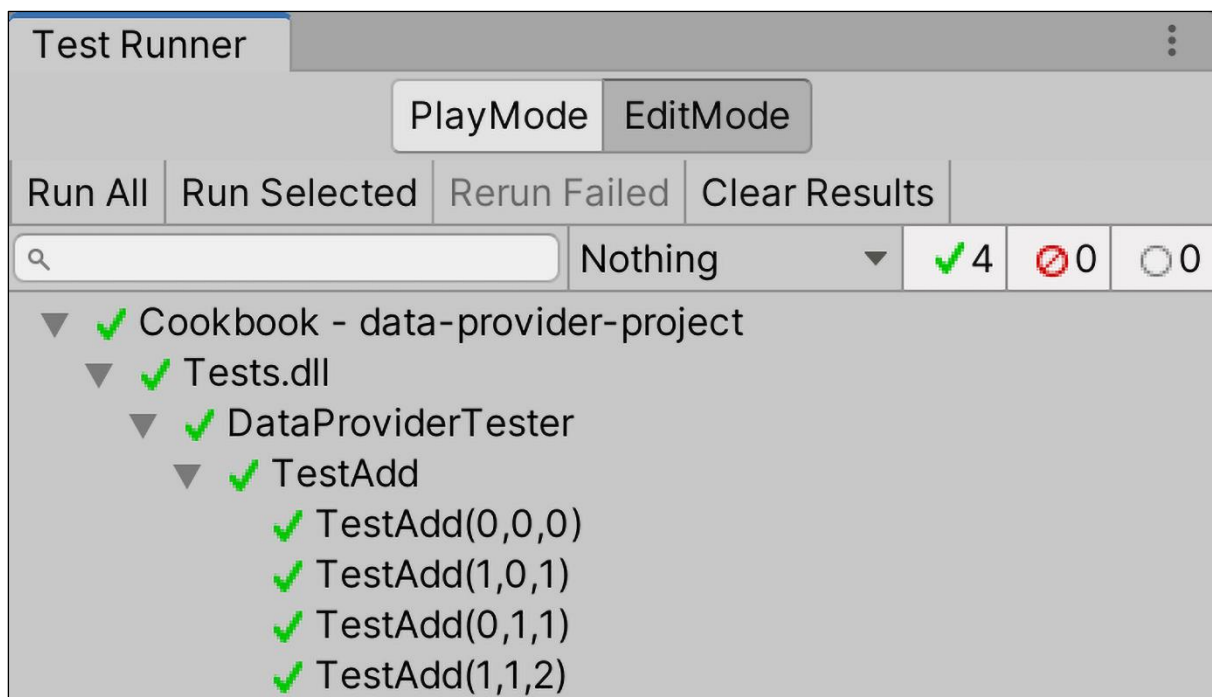 Test Runner
PlayMode EditMode
Run All Run Selected Rerun Failed Clear Results
Nothing 4 0 0
Cookbook - data-provider-project
Tests.dll
DataProviderTester
TestAdd
TestAdd(0,0,0)
TestAdd(1,0,1)
TestAdd(0,1,1)
TestAdd(1,1,2)